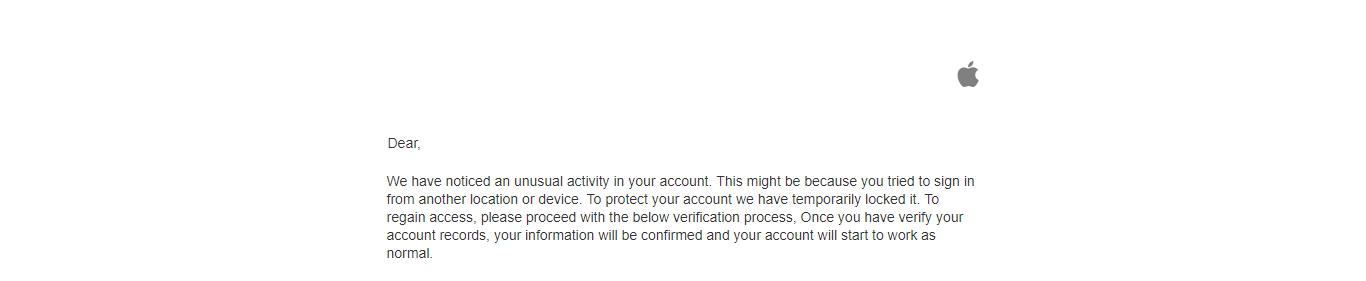 Dear,
We have noticed an unusual activity in your account. This might be because you tried to sign in
from another location or device. To protect your account we have temporarily locked it. To
regain access, please proceed with the below verification process, Once you have verify your
account records, your information will be confirmed and your account will start to work as
normal.